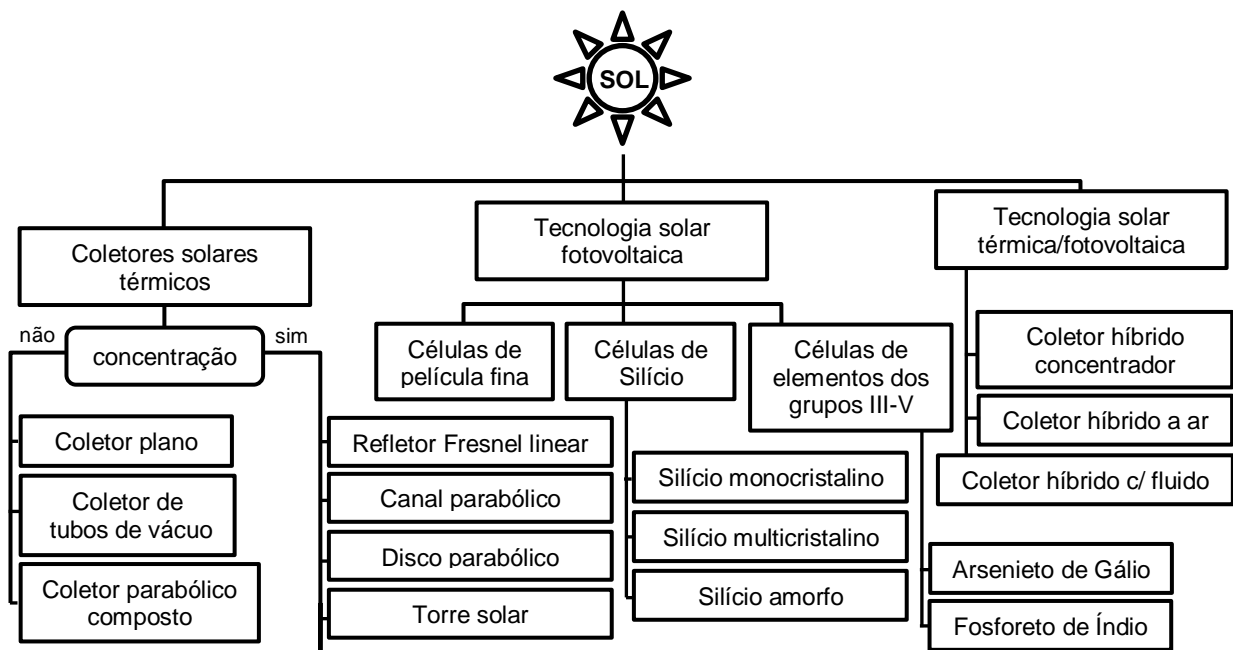 SOL
Coletores solares
térmicos
Tecnologia solar
fotovoltaica
Tecnologia solar
térmica/fotovoltaica
não
concentração
sim
Coletor plano
Coletor de
tubos de vácuo
Coletor parabólico
composto
Refletor Fresnel linear
Canal parabólico
Disco parabólico
Torre solar
Células de
película fina
Células de
Silício
Células de
elementos dos
grupos III-V
Silício monocristalino
Silício multicristalino
Silício amorfo
Arsenieto de Gálio
Fosforeto de Índio
Coletor híbrido
concentrador
Coletor híbrido a ar
Coletor híbrido c/ fluido